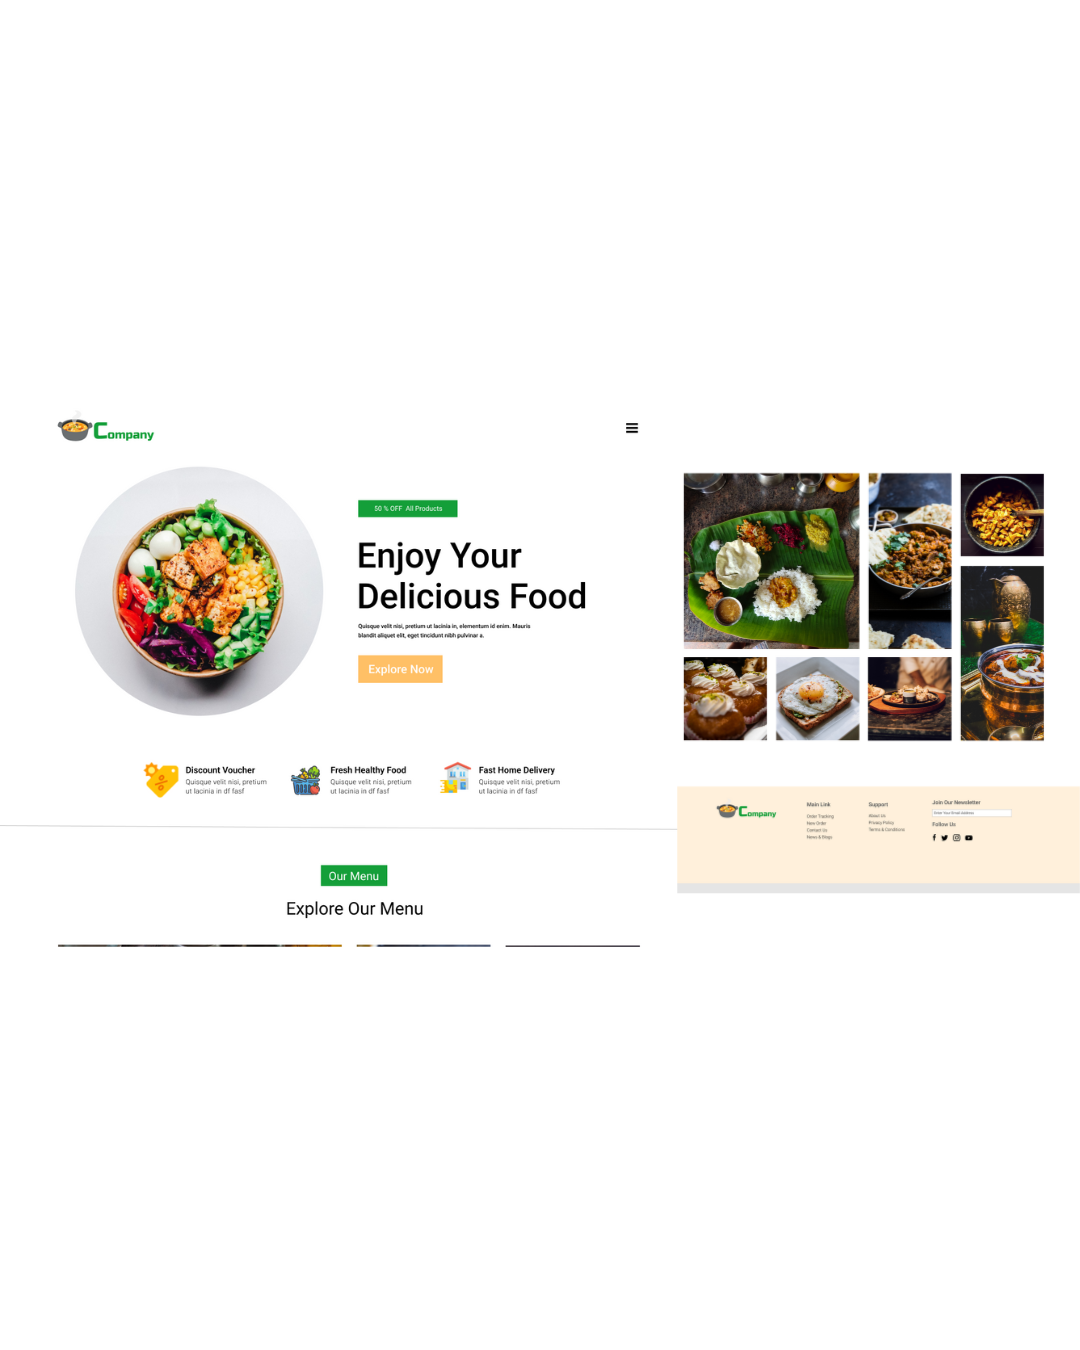 Company
50 % OFF All Products
Enjoy Your
Delicious Food
Quisque velit nisi, pretium ut lacinia in, elementum id enim. Mauris
blandit aliquet elit, eget tincidunt nibh pulvinar a.
Explore Now
Discount Voucher
Quisque velit nisi, pretium
ut lacinia in df fasf
Fresh Healthy Food
Quisque velit nisi, pretium
ut lacinia in df fasf
Fast Home Delivery
Quisque velit nisi, pretium
ut lacinia in df fasf
Our Menu
Explore Our Menu
Company
Main Link
Order Tracking
New Order
Contact Us
News & Blogs
Support
About Us
Privacy Policy
Terms & Conditions
Join Our Newsletter
Enter Your Email Address
Follow Us